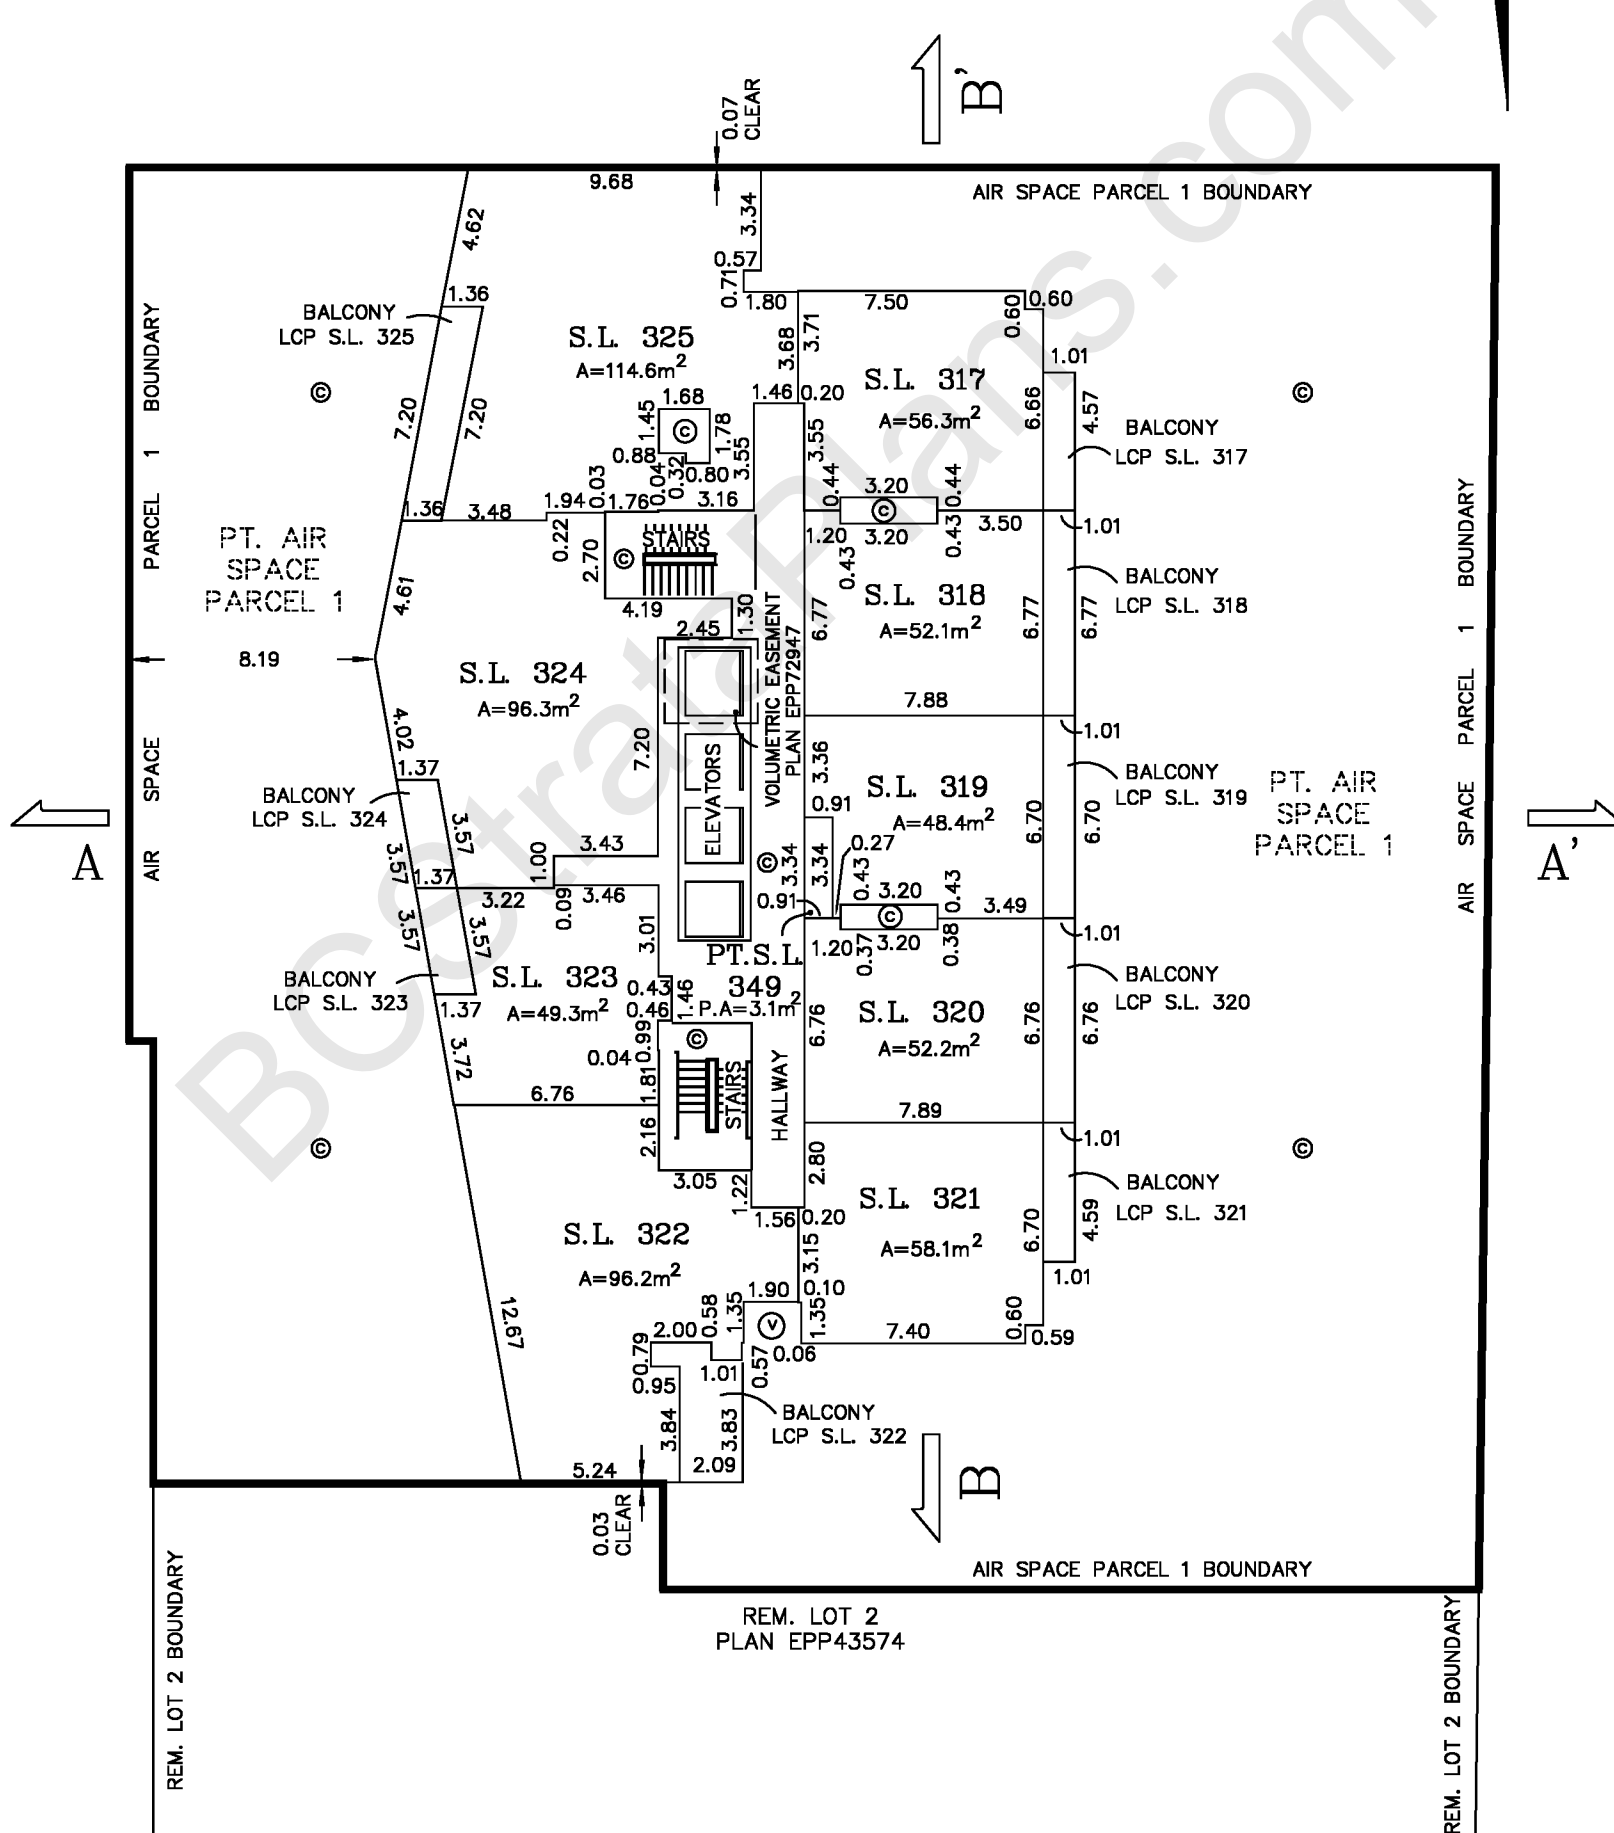 0.07
CLEAR
B'
9.68
AIR SPACE PARCEL 1 BOUNDARY
4.62
3.34
0.57
0.71
1.80
7.50
0.60
0.60
1.36
BALCONY
LCP S.L. 325
S.L. 325
A=114.6m²
3.68
3.71
1.01
S.L. 317
A=56.3m²
1.46
0.20
6.66
4.57
BALCONY
LCP S.L. 317
7.20
7.20
1.68
1.45
©
1.78
0.88
0.32
0.80
3.55
3.55
©
©
0.03
0.04
1.94
1.76
3.16
0.44
3.20
0.44
©
1.36
3.48
0.22
1.20
3.20
0.43
0.43
3.50
1.01
AIR SPACE PARCEL 1 BOUNDARY
AIR SPACE PARCEL 1 BOUNDARY
PT. AIR
SPACE
PARCEL 1
STAIRS
©
2.70
4.19
1.30
2.45
4.61
8.19
S.L. 318
A=52.1m²
6.77
6.77
6.77
BALCONY
LCP S.L. 318
S.L. 324
A=96.3m²
VOLUMETRIC EASEMENT
PLAN EPP72947
7.88
1.01
4.02
7.20
ELEVATORS
1.37
BALCONY
LCP S.L. 324
3.57
3.57
3.36
0.91
S.L. 319
A=48.4m²
6.70
6.70
BALCONY
LCP S.L. 319
PT. AIR
SPACE
PARCEL 1
A
A'
1.00
3.43
©
3.34
3.34
0.27
0.43
3.20
0.43
©
1.37
3.22
0.09
3.46
0.91
1.20
0.37
3.20
0.38
3.49
1.01
3.57
3.57
3.01
PT.S.L.
349
P.A=3.1m²
BALCONY
LCP S.L. 323
S.L. 323
A=49.3m²
0.43
0.46
1.46
1.37
S.L. 320
A=52.2m²
6.76
6.76
6.76
BALCONY
LCP S.L. 320
©
0.99
0.04
3.72
1.81
STAIRS
HALLWAY
6.76
7.89
1.01
2.16
©
©
3.05
1.22
2.80
1.56
0.20
S.L. 321
A=58.1m²
6.70
4.59
BALCONY
LCP S.L. 321
S.L. 322
A=96.2m²
3.15
1.01
12.67
1.90
0.10
0.58
1.35
V
1.35
7.40
0.60
0.59
2.00
0.79
0.95
1.01
0.57
0.06
3.84
3.83
BALCONY
LCP S.L. 322
2.09
5.24
0.03
CLEAR
B
AIR SPACE PARCEL 1 BOUNDARY
REM. LOT 2
PLAN EPP43574
REM. LOT 2 BOUNDARY
REM. LOT 2 BOUNDARY
BCStrataPlans.com